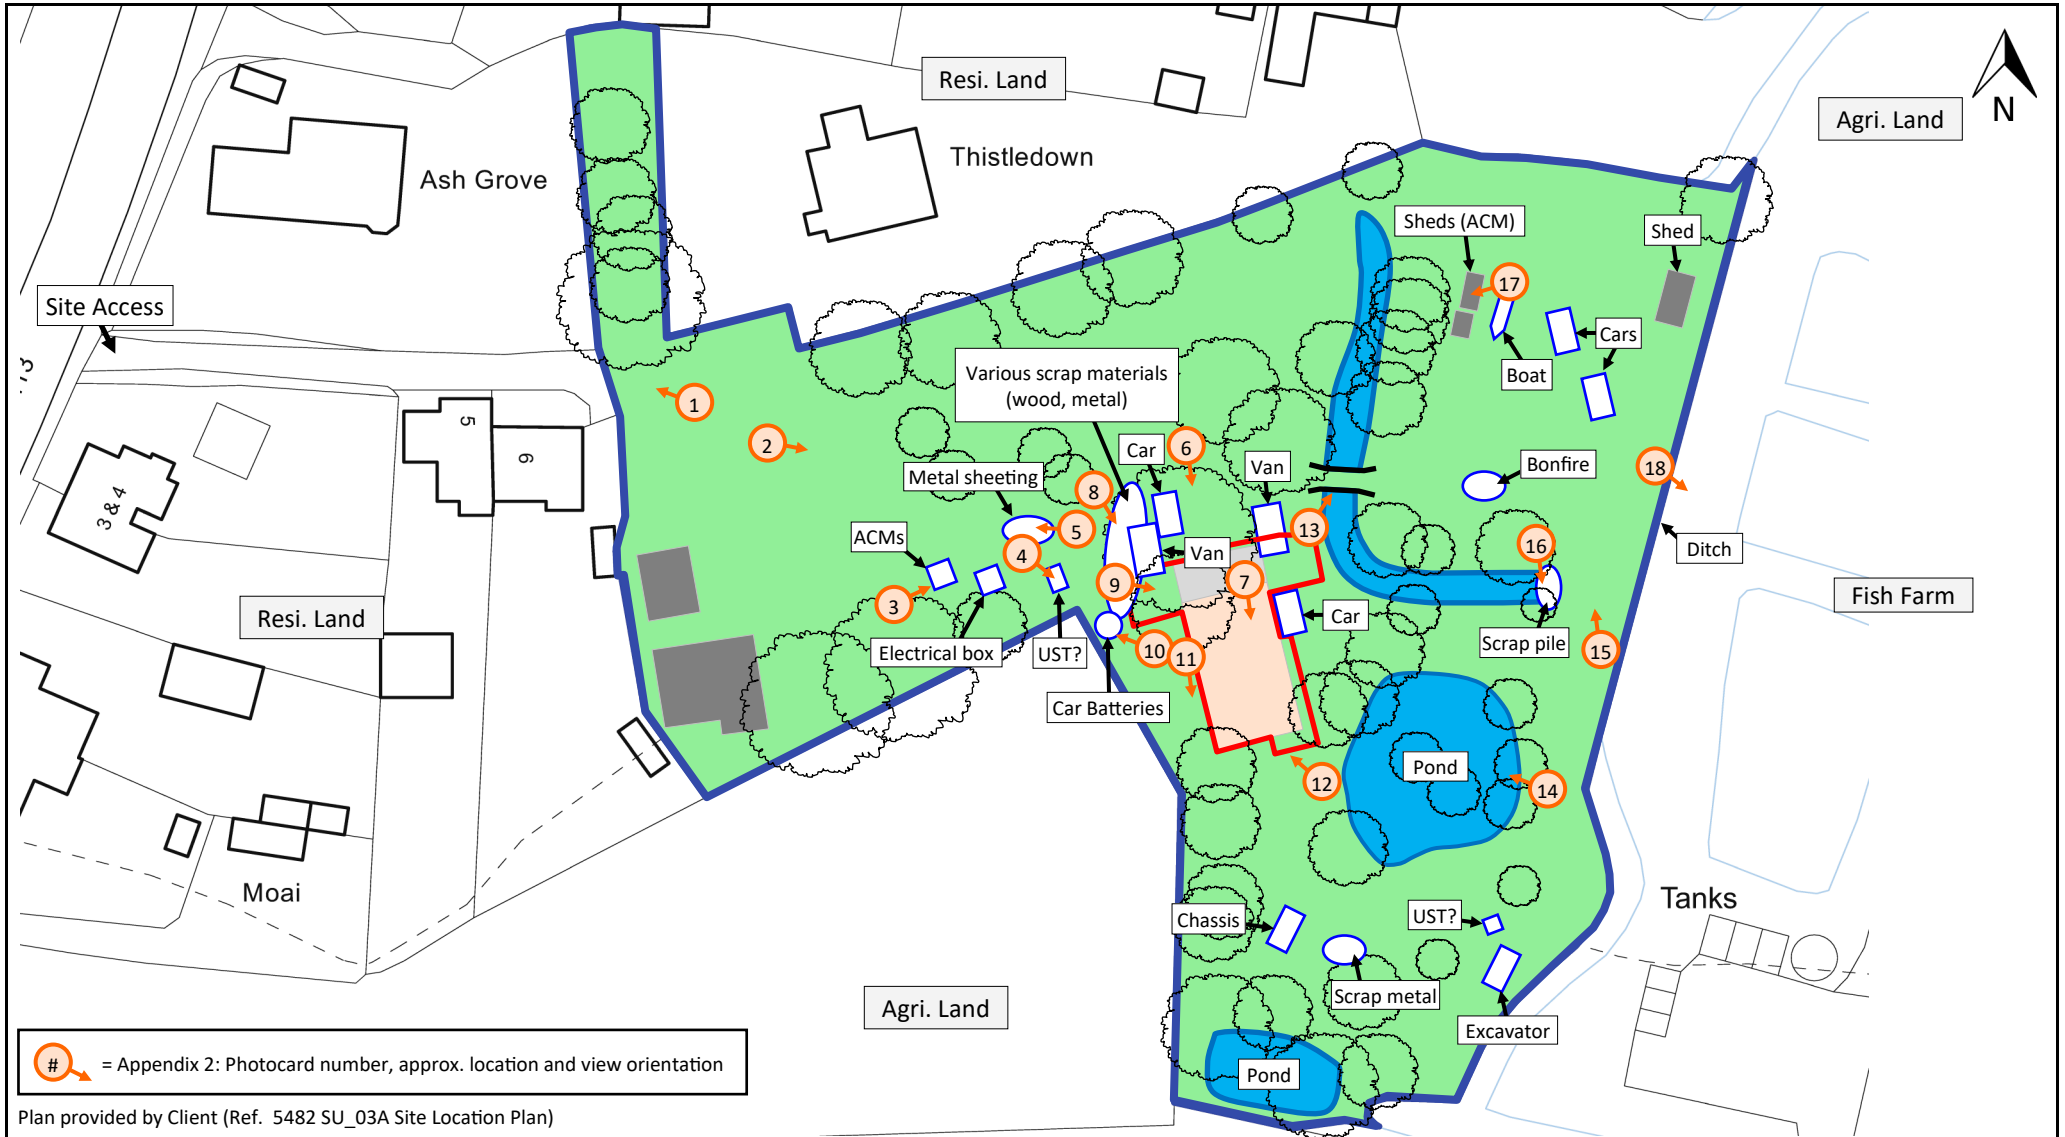 Resi. Land
Agri. Land
N
Thistledown
Ash Grove
Sheds (ACM)
Shed
17
Site Access
Cars
Boat
Various scrap materials
(wood, metal)
1
2
5
6
Car
6
Van
Bonfire
18
Metal sheeting
8
3 & 4
5
13
ACMs
4
Van
16
Ditch
9
7
3
Fish Farm
Resi. Land
Car
Electrical box
UST?
10
11
Scrap pile
15
Car Batteries
Pond
12
14
Moai
Tanks
Chassis
UST?
Scrap metal
Agri. Land
Excavator
Pond
# = Appendix 2: Photocard number, approx. location and view orientation
Plan provided by Client (Ref. 5482 SU_03A Site Location Plan)